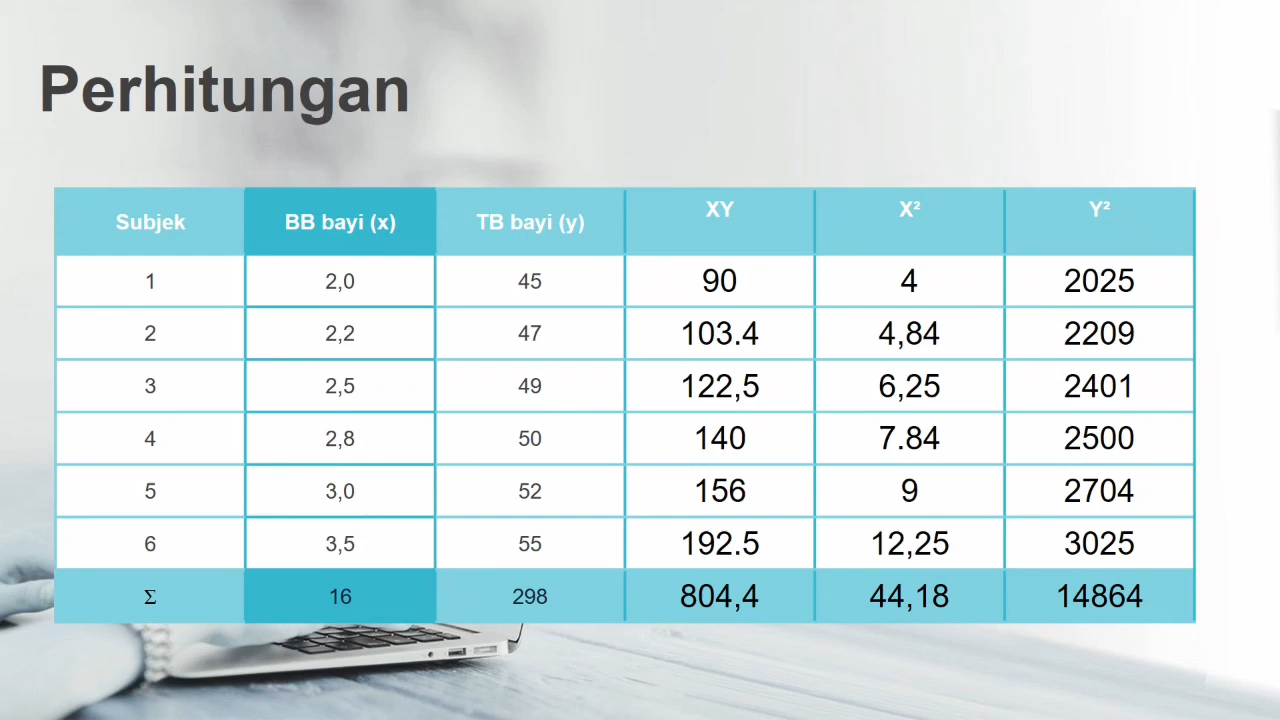 Perhitungan
Subjek BB bayi (x) TB bayi (y) XY X² Y²
1 2,0 45 90 4 2025
2 2,2 47 103.4 4,84 2209
3 2,5 49 122,5 6,25 2401
4 2,8 50 140 7.84 2500
5 3,0 52 156 9 2704
6 3,5 55 192.5 12,25 3025
Σ 16 298 804,4 44,18 14864